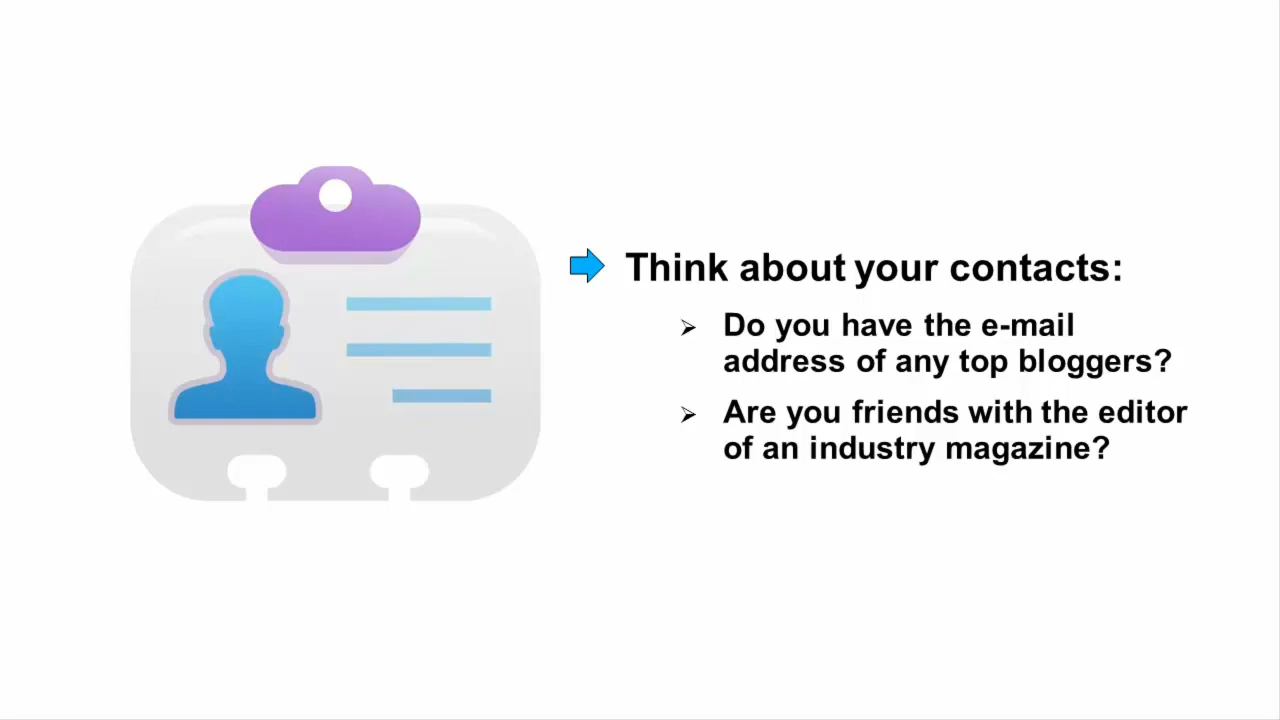 Think about your contacts:
Do you have the e-mail
address of any top bloggers?
Are you friends with the editor
of an industry magazine?